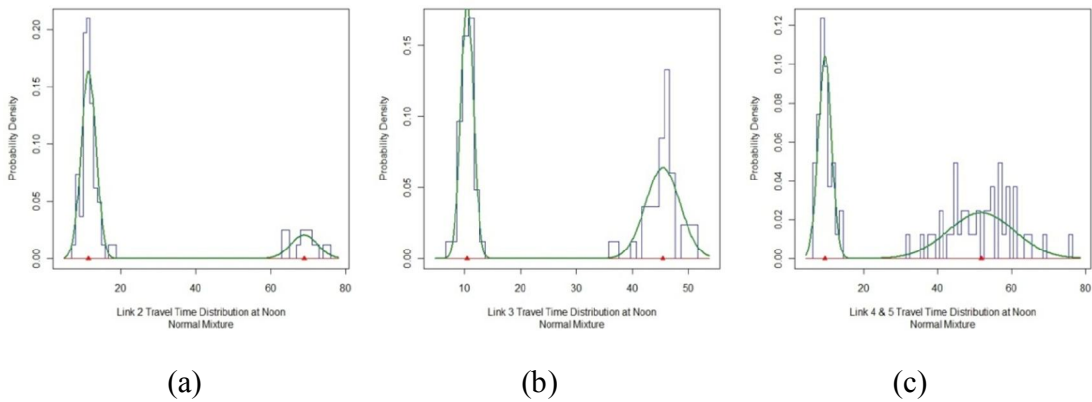 Probability Density
0.00 0.05 0.10 0.15 0.20
20 40 60 80
Link 2 Travel Time Distribution at Noon
Normal Mixture
(a)
Probability Density
0.00 0.05 0.10 0.15
10 20 30 40 50
Link 3 Travel Time Distribution at Noon
Normal Mixture
(b)
Probability Density
0.00 0.02 0.04 0.06 0.08 0.10 0.12
20 40 60 80
Link 4 & 5 Travel Time Distribution at Noon
Normal Mixture
(c)